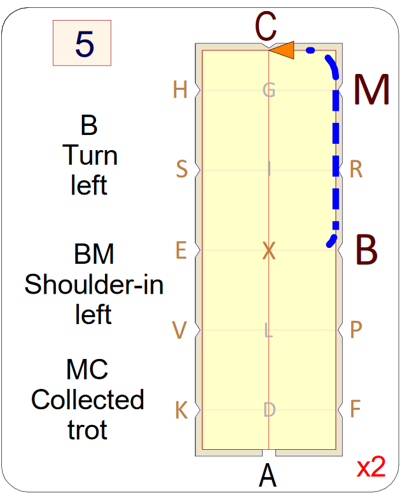 5
C
H G M
B
Turn
left
S I R
BM
Shoulder-in
left
E X B
V L P
MC
Collected
trot
K D F
A
x2